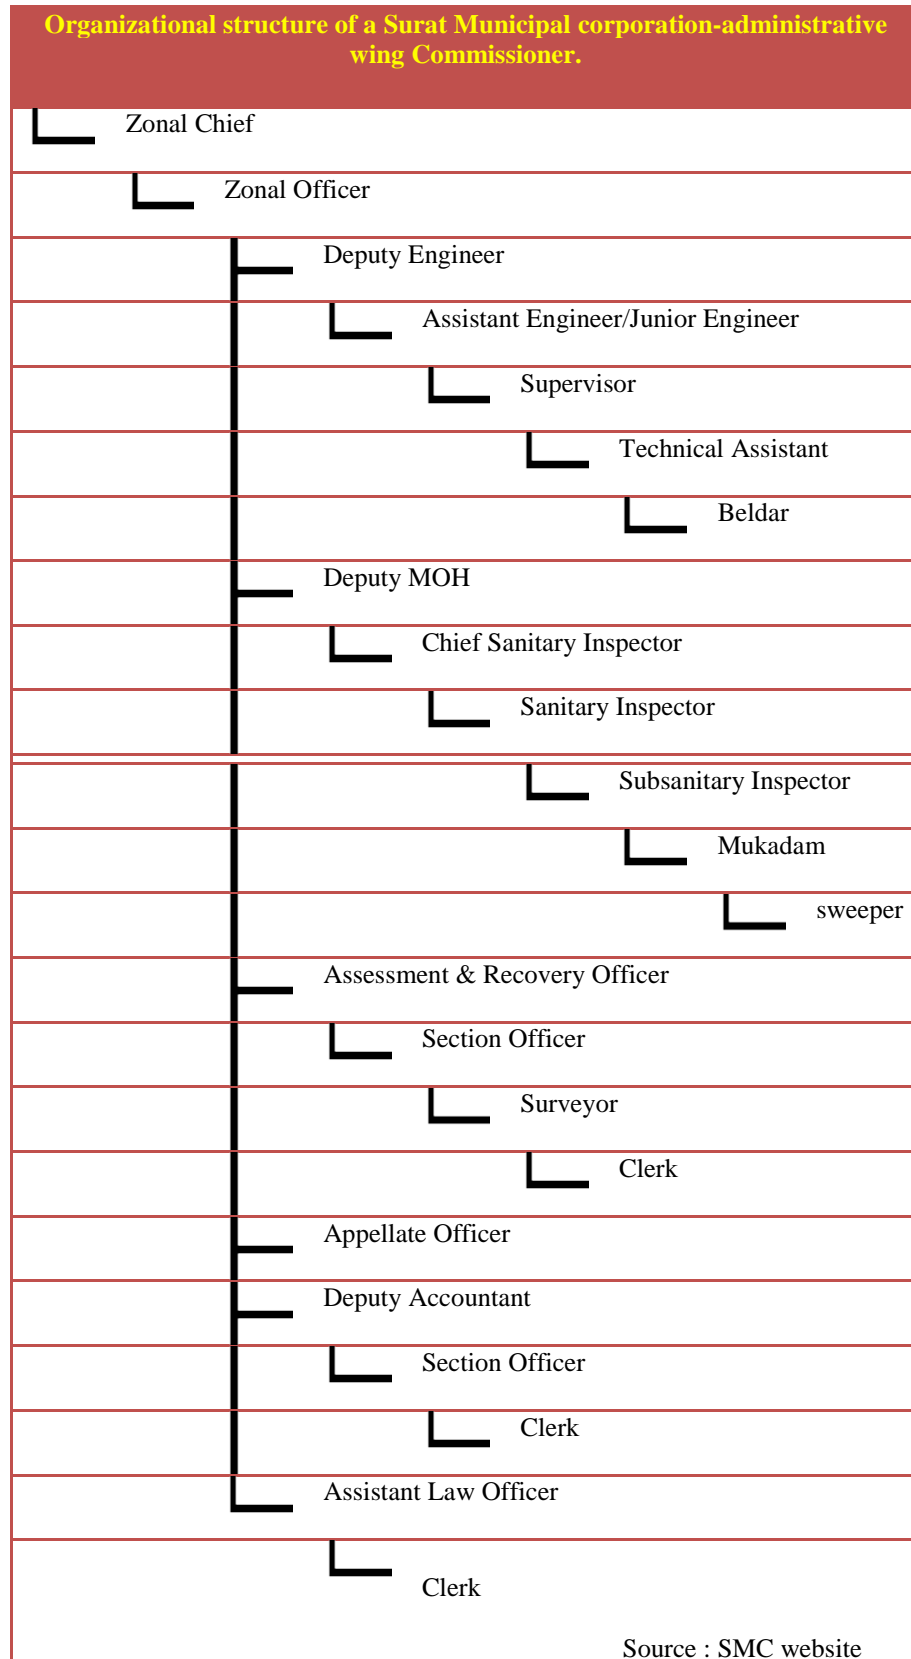 Organizational structure of a Surat Municipal corporation-administrative
wing Commissioner.
Zonal Chief
Zonal Officer
Deputy Engineer
Assistant Engineer/Junior Engineer
Supervisor
Technical Assistant
Beldar
Deputy MOH
Chief Sanitary Inspector
Sanitary Inspector
Subsanitary Inspector
Mukadam
sweeper
Assessment & Recovery Officer
Section Officer
Surveyor
Clerk
Appellate Officer
Deputy Accountant
Section Officer
Clerk
Assistant Law Officer
Clerk
Source : SMC website